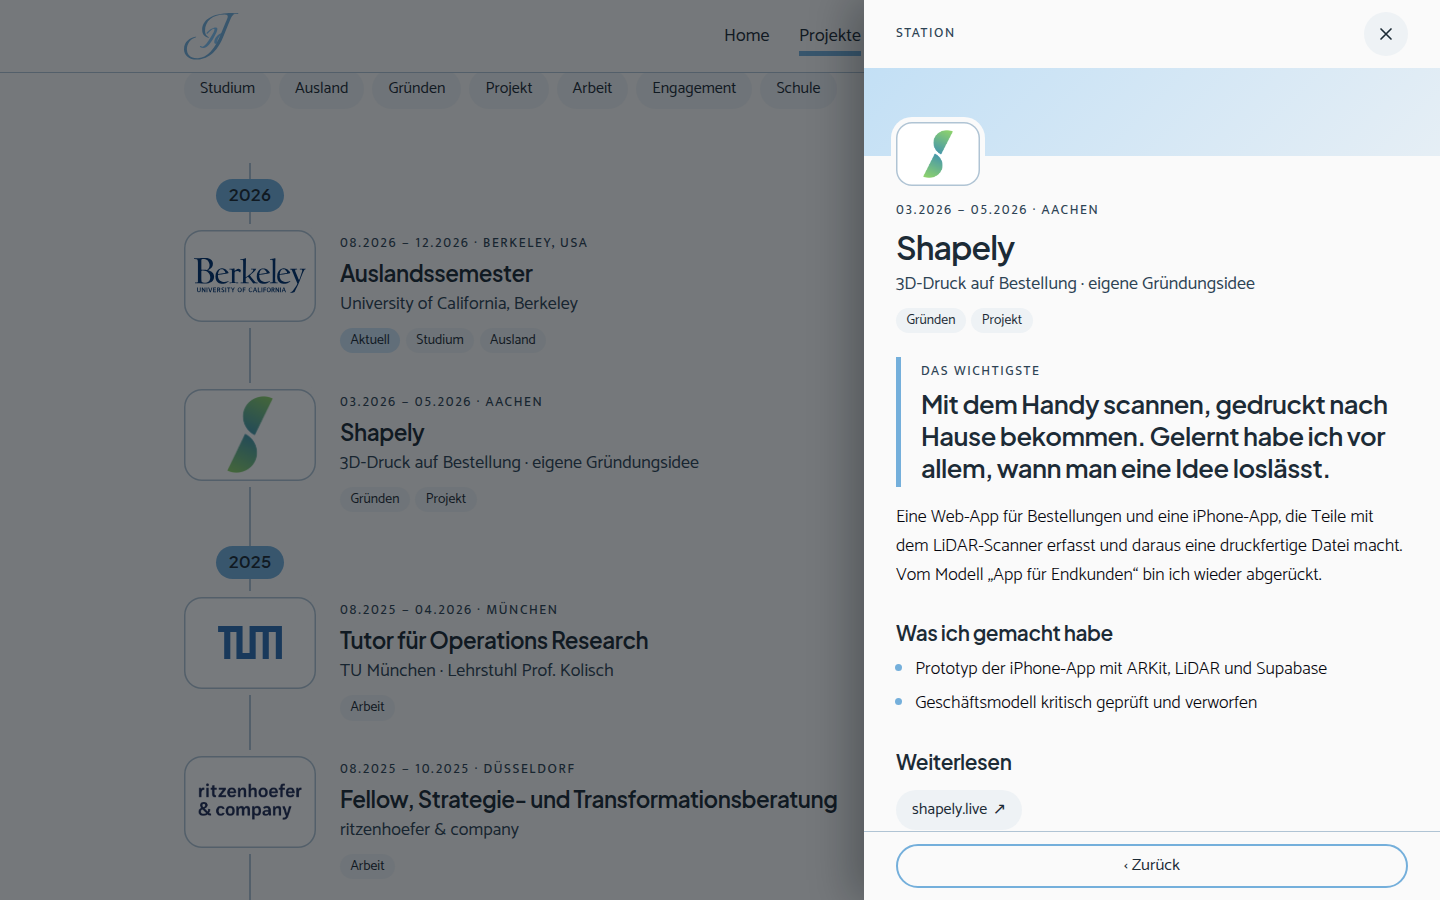 Home
Projekte
Studium
Ausland
Gründen
Projekt
Arbeit
Engagement
Schule
2026
Berkeley
UNIVERSITY OF CALIFORNIA
08.2026 – 12.2026 · BERKELEY, USA
Auslandssemester
University of California, Berkeley
Aktuell
Studium
Ausland
03.2026 – 05.2026 · AACHEN
Shapely
3D-Druck auf Bestellung · eigene Gründungsidee
Gründen
Projekt
2025
TUM
08.2025 – 04.2026 · MÜNCHEN
Tutor für Operations Research
TU München · Lehrstuhl Prof. Kolisch
Arbeit
ritzenhoefer
& company
08.2025 – 10.2025 · DÜSSELDORF
Fellow, Strategie- und Transformationsberatung
ritzenhoefer & company
Arbeit
STATION
03.2026 – 05.2026 · AACHEN
Shapely
3D-Druck auf Bestellung · eigene Gründungsidee
Gründen
Projekt
DAS WICHTIGSTE
Mit dem Handy scannen, gedruckt nach
Hause bekommen. Gelernt habe ich vor
allem, wann man eine Idee loslässt.
Eine Web-App für Bestellungen und eine iPhone-App, die Teile mit
dem LiDAR-Scanner erfasst und daraus eine druckfertige Datei macht.
Vom Modell „App für Endkunden“ bin ich wieder abgerückt.
Was ich gemacht habe
Prototyp der iPhone-App mit ARKit, LiDAR und Supabase
Geschäftsmodell kritisch geprüft und verworfen
Weiterlesen
shapely.live ↗
‹ Zurück